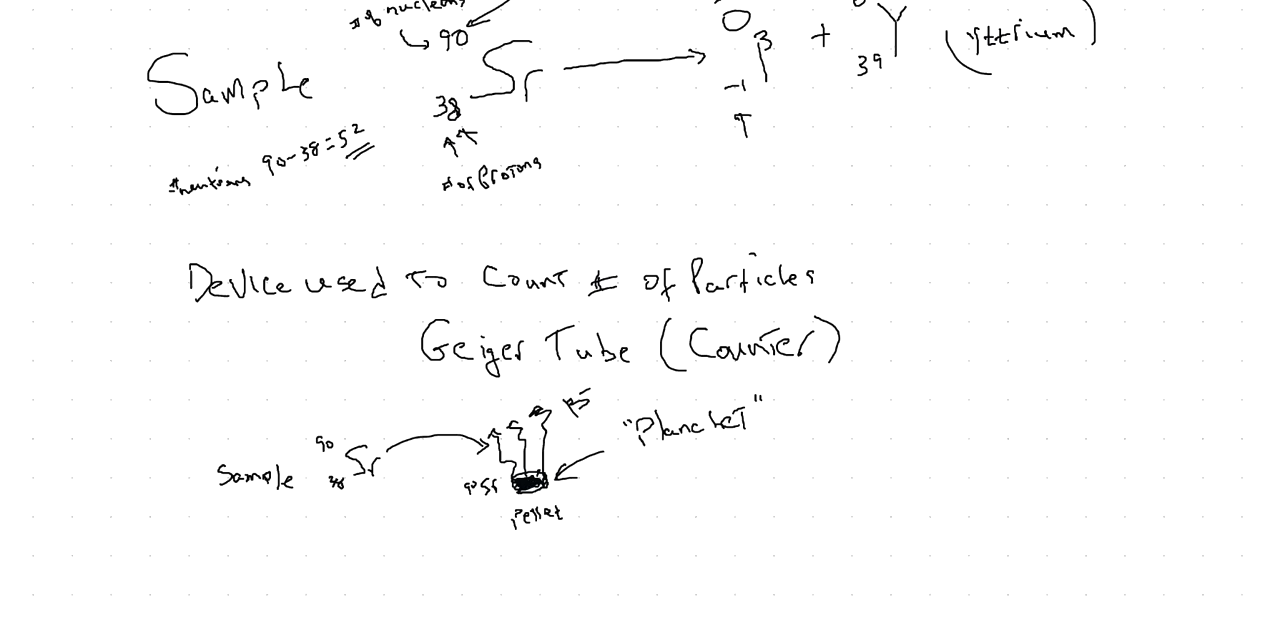 # of nucleons
90
Sr
38
# of Protons
0
β
-1
+
Y
39
(yttrium)
Sample
# neutrons 90-38=52
Device used to Count # of Particles
Geiger Tube (Counter)
Sample 90 Sr 38
β-
"Planchet"
90Sr
Pellet